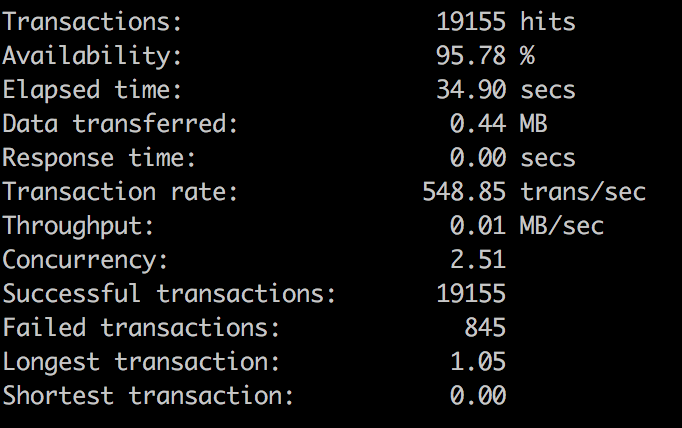 Transactions: 19155 hits
Availability: 95.78 %
Elapsed time: 34.90 secs
Data transferred: 0.44 MB
Response time: 0.00 secs
Transaction rate: 548.85 trans/sec
Throughput: 0.01 MB/sec
Concurrency: 2.51
Successful transactions: 19155
Failed transactions: 845
Longest transaction: 1.05
Shortest transaction: 0.00